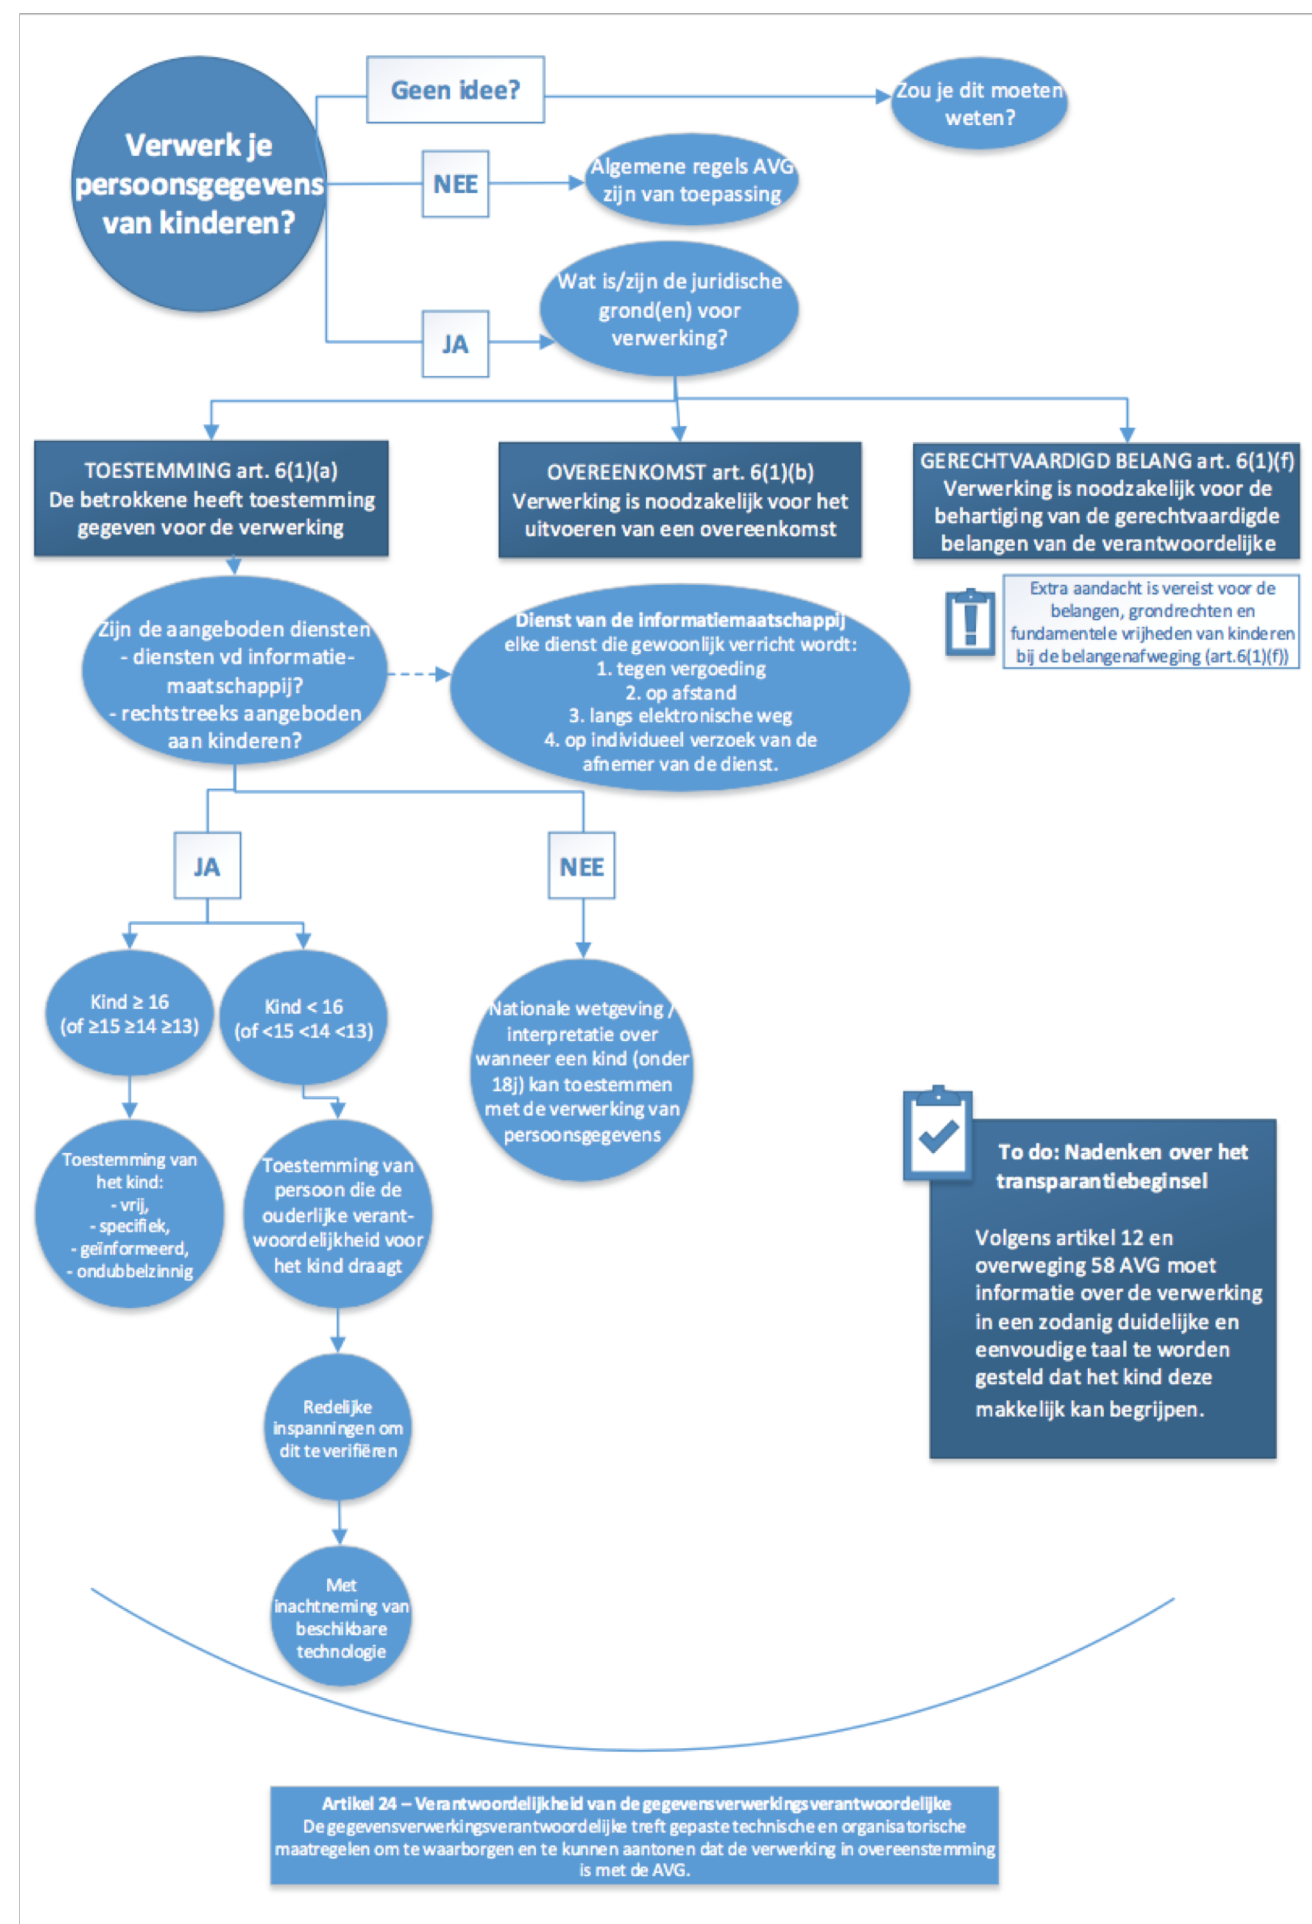 Geen idee?
Zou je dit moeten
weten?
Verwerk je
persoonsgegevens
van kinderen?
NEE
Algemene regels AVG
zijn van toepassing
Wat is/zijn de juridische
grond(en) voor
verwerking?
JA
TOESTEMMING art. 6(1)(a)
De betrokkene heeft toestemming
gegeven voor de verwerking
OVEREENKOMST art. 6(1)(b)
Verwerking is noodzakelijk voor het
uitvoeren van een overeenkomst
GERECHTVAARDIGD BELANG art. 6(1)(f)
Verwerking is noodzakelijk voor de
behartiging van de gerechtvaardigde
belangen van de verantwoordelijke
Extra aandacht is vereist voor de
belangen, grondrechten en
fundamentele vrijheden van kinderen
bij de belangenafweging (art.6(1)(f))
Zijn de aangeboden diensten
- diensten vd informatie-
maatschappij?
- rechtstreeks aangeboden
aan kinderen?
Dienst van de informatiemaatschappij
elke dienst die gewoonlijk verricht wordt:
1. tegen vergoeding
2. op afstand
3. langs elektronische weg
4. op individueel verzoek van de
afnemer van de dienst.
JA
NEE
Kind ≥ 16
(of ≥15 ≥14 ≥13)
Kind < 16
(of <15 <14 <13)
Nationale wetgeving /
interpretatie over
wanneer een kind (onder
18j) kan toestemmen
met de verwerking van
persoonsgegevens
Toestemming van
het kind:
- vrij,
- specifiek,
- geïnformeerd,
- ondubbelzinnig
Toestemming van
persoon die de
ouderlijke verant-
woordelijkheid voor
het kind draagt
To do: Nadenken over het
transparantiebeginsel
Volgens artikel 12 en
overweging 58 AVG moet
informatie over de verwerking
in een zodanig duidelijke en
eenvoudige taal te worden
gesteld dat het kind deze
makkelijk kan begrijpen.
Redelijke
inspanningen om
dit te verifiëren
Met
inachtneming van
beschikbare
technologie
Artikel 24 – Verantwoordelijkheid van de gegevensverwerkingsverantwoordelijke
De gegevensverwerkingsverantwoordelijke treft gepaste technische en organisatorische
maatregelen om te waarborgen en te kunnen aantonen dat de verwerking in overeenstemming
is met de AVG.